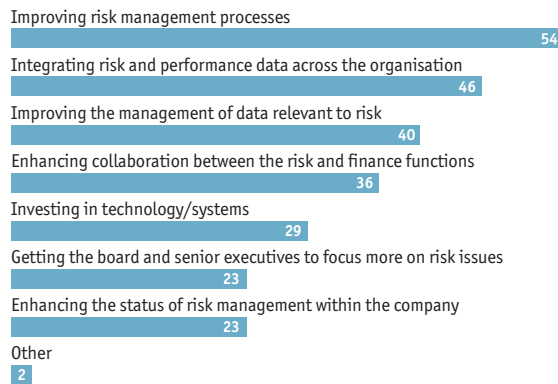 Improving risk management processes
54
Integrating risk and performance data across the organisation
46
Improving the management of data relevant to risk
40
Enhancing collaboration between the risk and finance functions
36
Investing in technology/systems
29
Getting the board and senior executives to focus more on risk issues
23
Enhancing the status of risk management within the company
23
Other
2